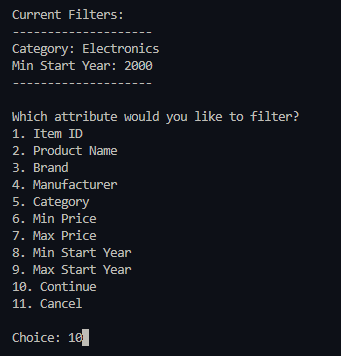 Current Filters:
--------------------
Category: Electronics
Min Start Year: 2000
--------------------
Which attribute would you like to filter?
1. Item ID
2. Product Name
3. Brand
4. Manufacturer
5. Category
6. Min Price
7. Max Price
8. Min Start Year
9. Max Start Year
10. Continue
11. Cancel
Choice: 10